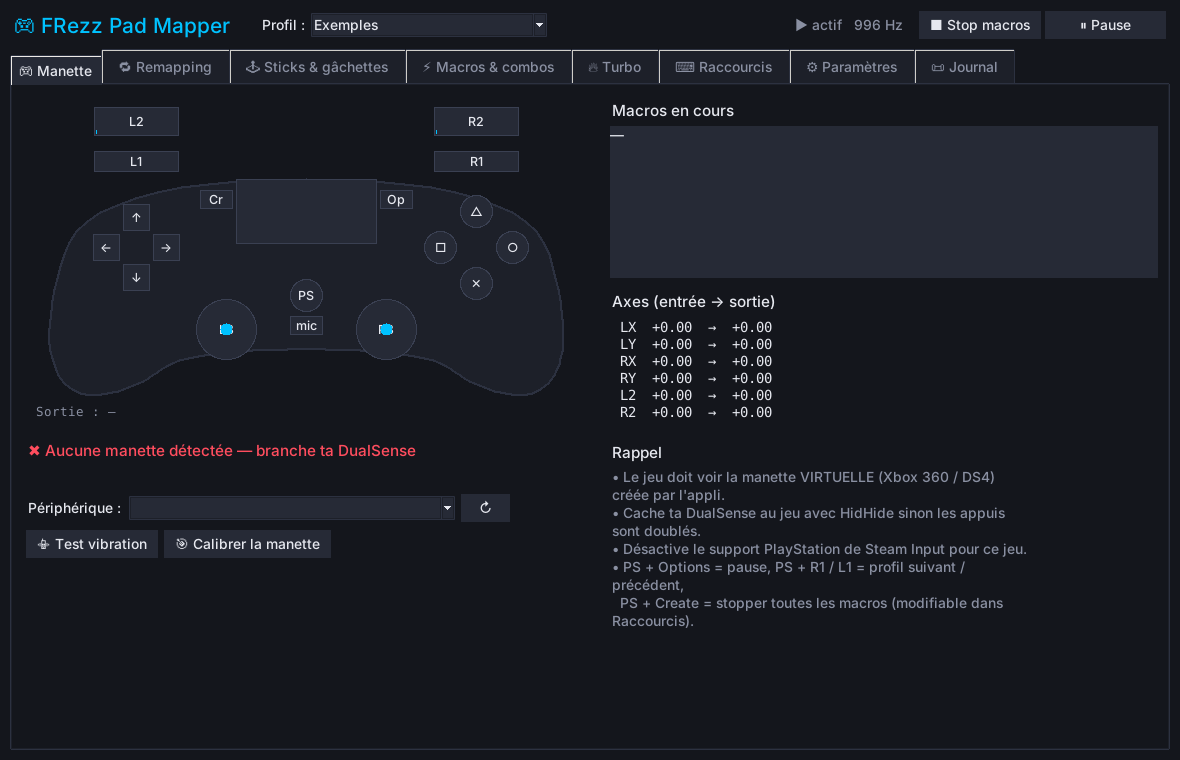 FRezz Pad Mapper
Profil : Exemples
▶ actif 996 Hz
■ Stop macros
⏸ Pause
Manette
Remapping
Sticks & gâchettes
Macros & combos
Turbo
Raccourcis
Paramètres
Journal
L2
R2
L1
R1
Cr
Op
↑
← →
↓
△
□ ○
✕
PS
mic
Sortie : —
✖ Aucune manette détectée — branche ta DualSense
Périphérique :
Test vibration
Calibrer la manette
Macros en cours
—
Axes (entrée → sortie)
LX +0.00 → +0.00
LY +0.00 → +0.00
RX +0.00 → +0.00
RY +0.00 → +0.00
L2 +0.00 → +0.00
R2 +0.00 → +0.00
Rappel
• Le jeu doit voir la manette VIRTUELLE (Xbox 360 / DS4)
créée par l'appli.
• Cache ta DualSense au jeu avec HidHide sinon les appuis
sont doublés.
• Désactive le support PlayStation de Steam Input pour ce jeu.
• PS + Options = pause, PS + R1 / L1 = profil suivant /
précédent,
PS + Create = stopper toutes les macros (modifiable dans
Raccourcis).